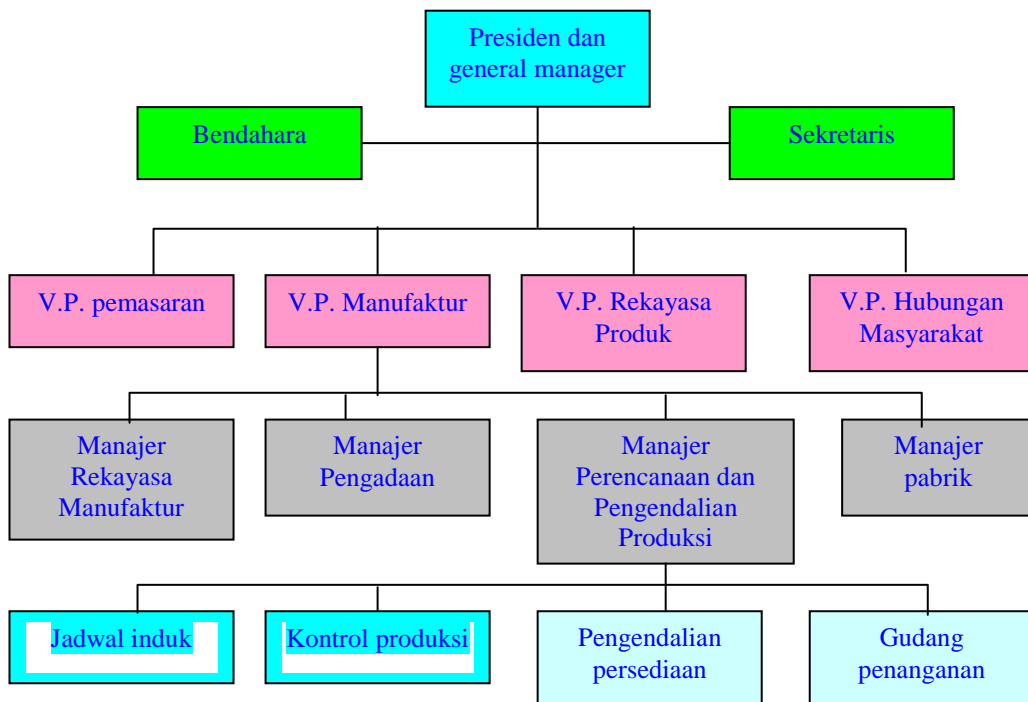 Presiden dan
general manager
Bendahara
Sekretaris
V.P. pemasaran
V.P. Manufaktur
V.P. Rekayasa
Produk
V.P. Hubungan
Masyarakat
Manajer
Rekayasa
Manufaktur
Manajer
Pengadaan
Manajer
Perencanaan dan
Pengendalian
Produksi
Manajer
pabrik
Jadwal induk
Kontrol produksi
Pengendalian
persediaan
Gudang
penanganan